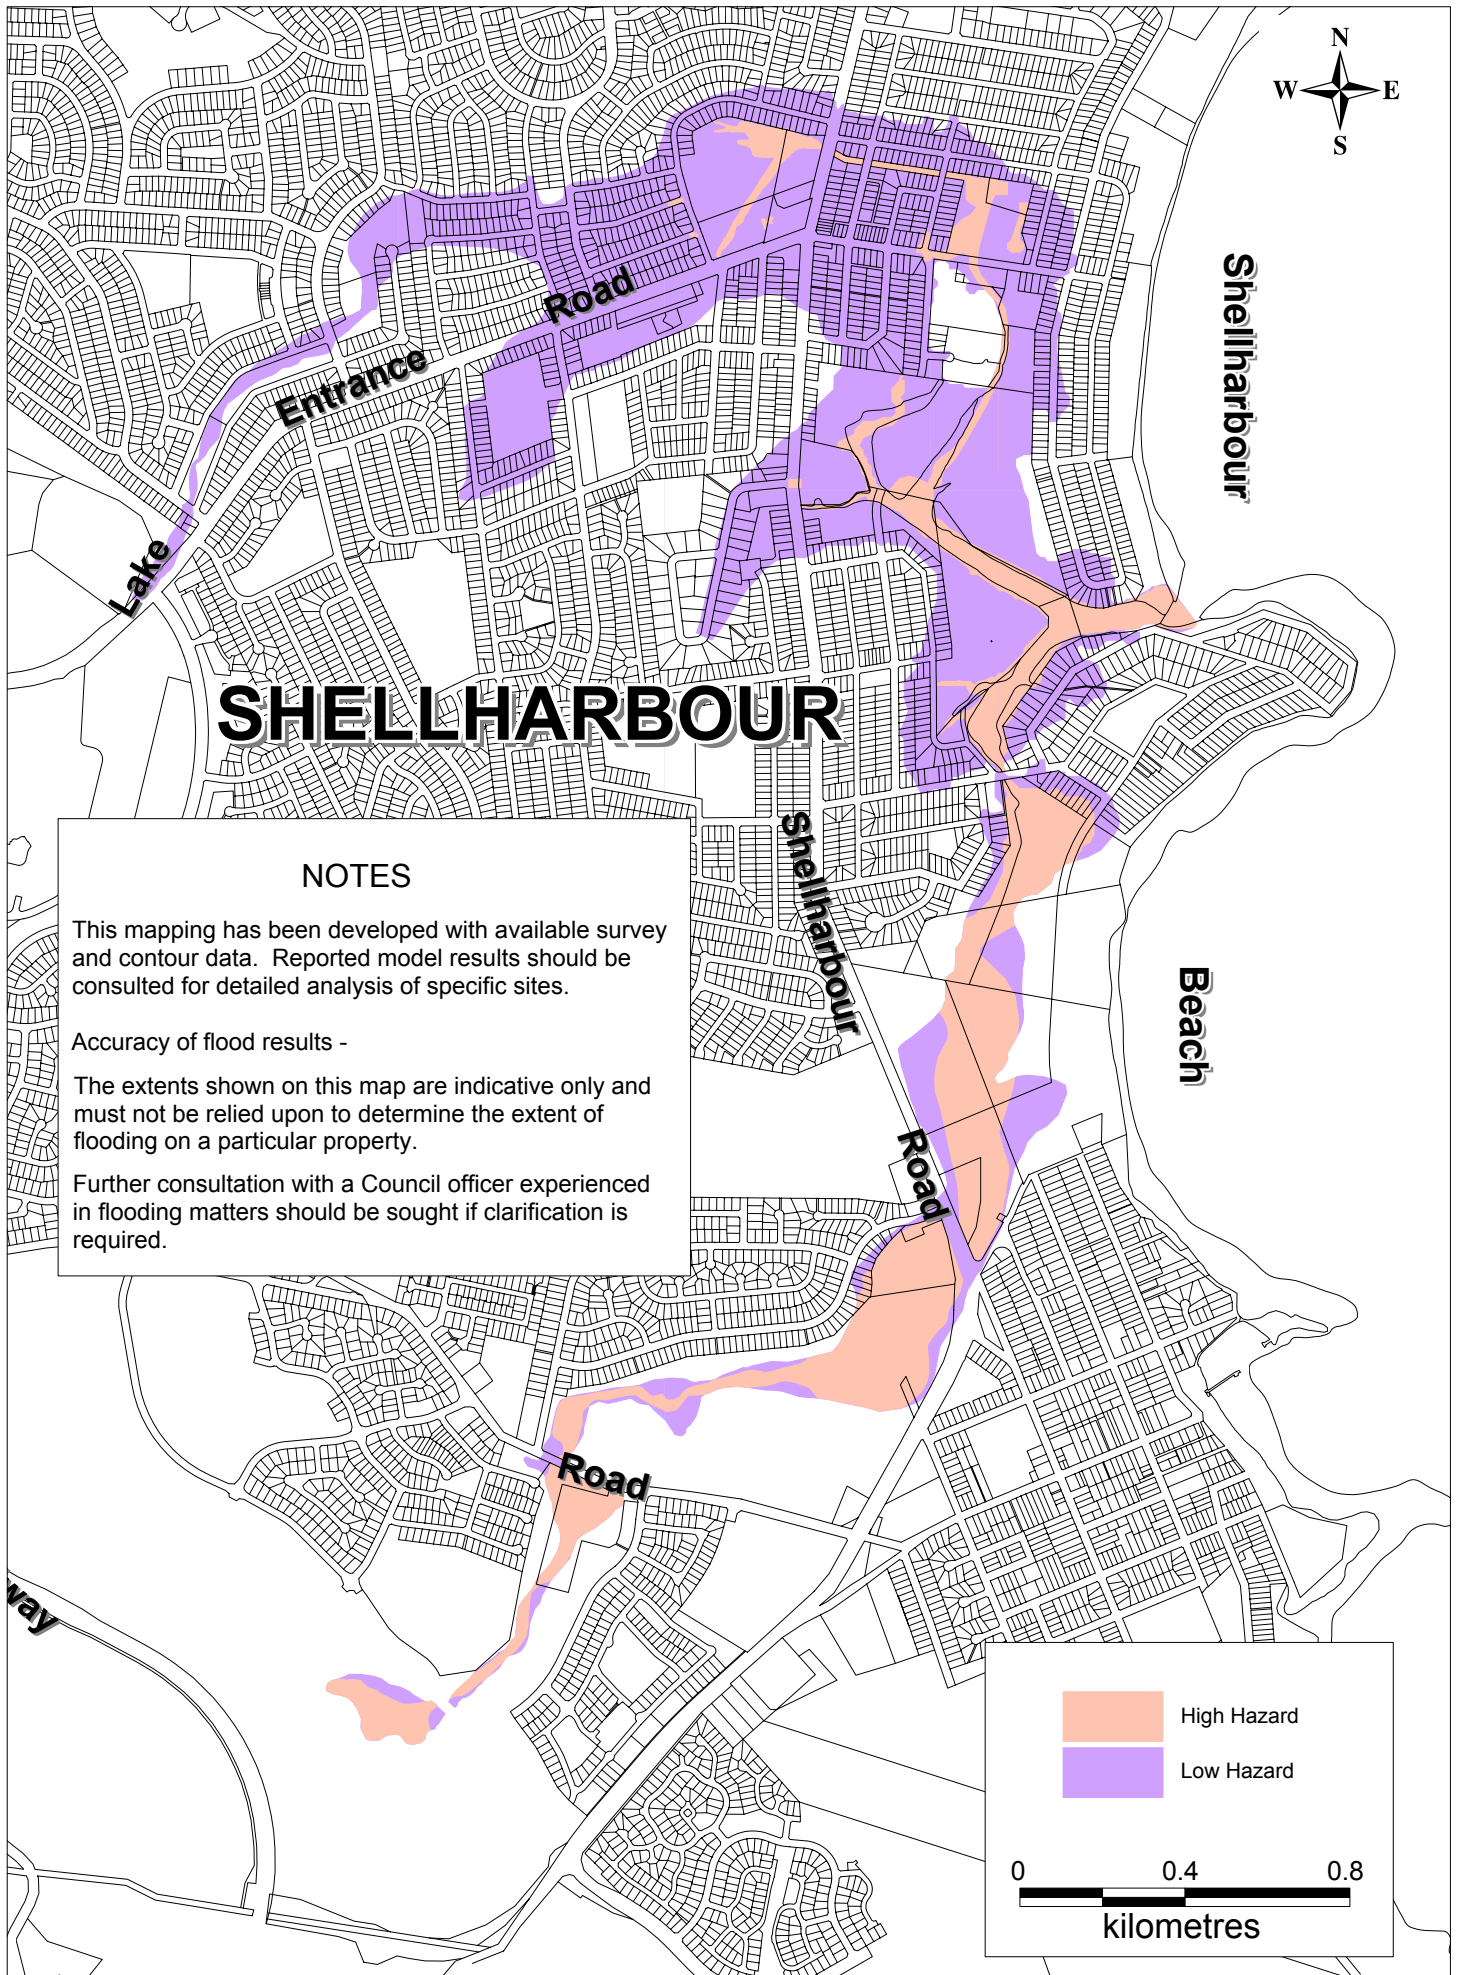 N
W E
S
Shellharbour
Road
Entrance
Lake
SHELLHARBOUR
Shellharbour
NOTES
This mapping has been developed with available survey
and contour data. Reported model results should be
consulted for detailed analysis of specific sites.
Accuracy of flood results -
The extents shown on this map are indicative only and
must not be relied upon to determine the extent of
flooding on a particular property.
Further consultation with a Council officer experienced
in flooding matters should be sought if clarification is
required.
Beach
Road
Road
way
High Hazard
Low Hazard
0 0.4 0.8
kilometres